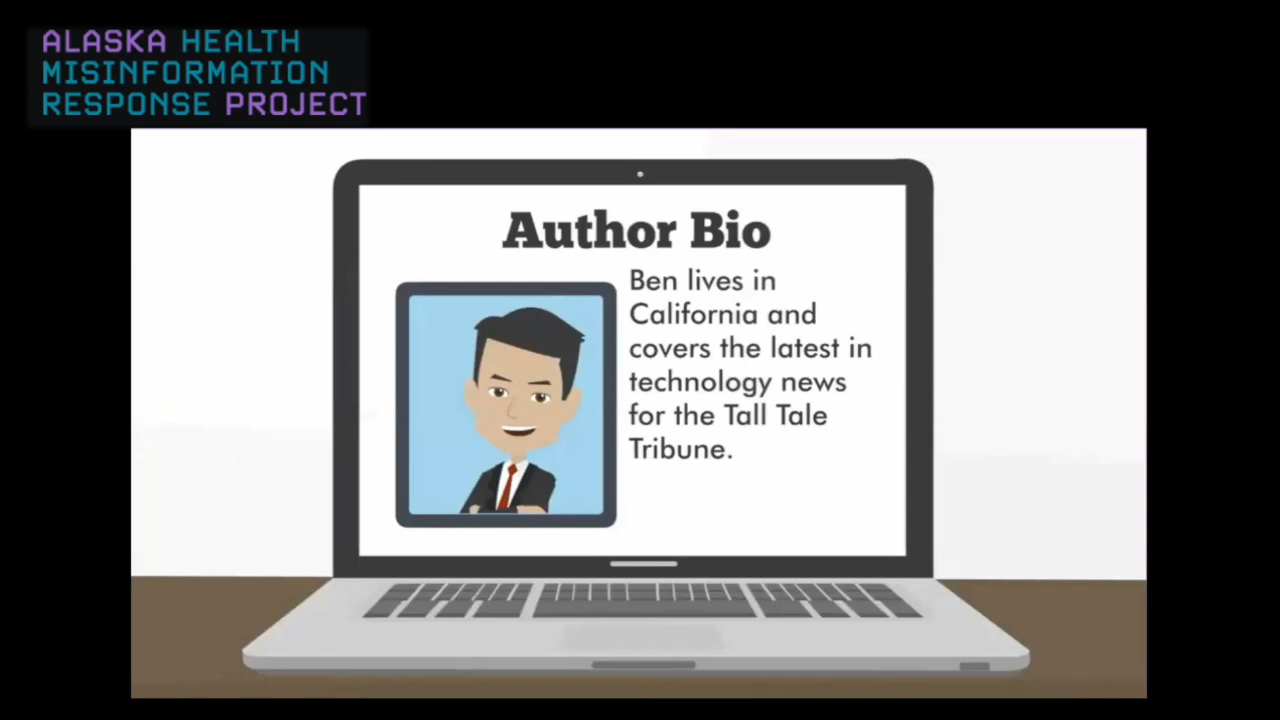 ALASKA HEALTH
MISINFORMATION
RESPONSE PROJECT
Author Bio
Ben lives in
California and
covers the latest in
technology news
for the Tall Tale
Tribune.